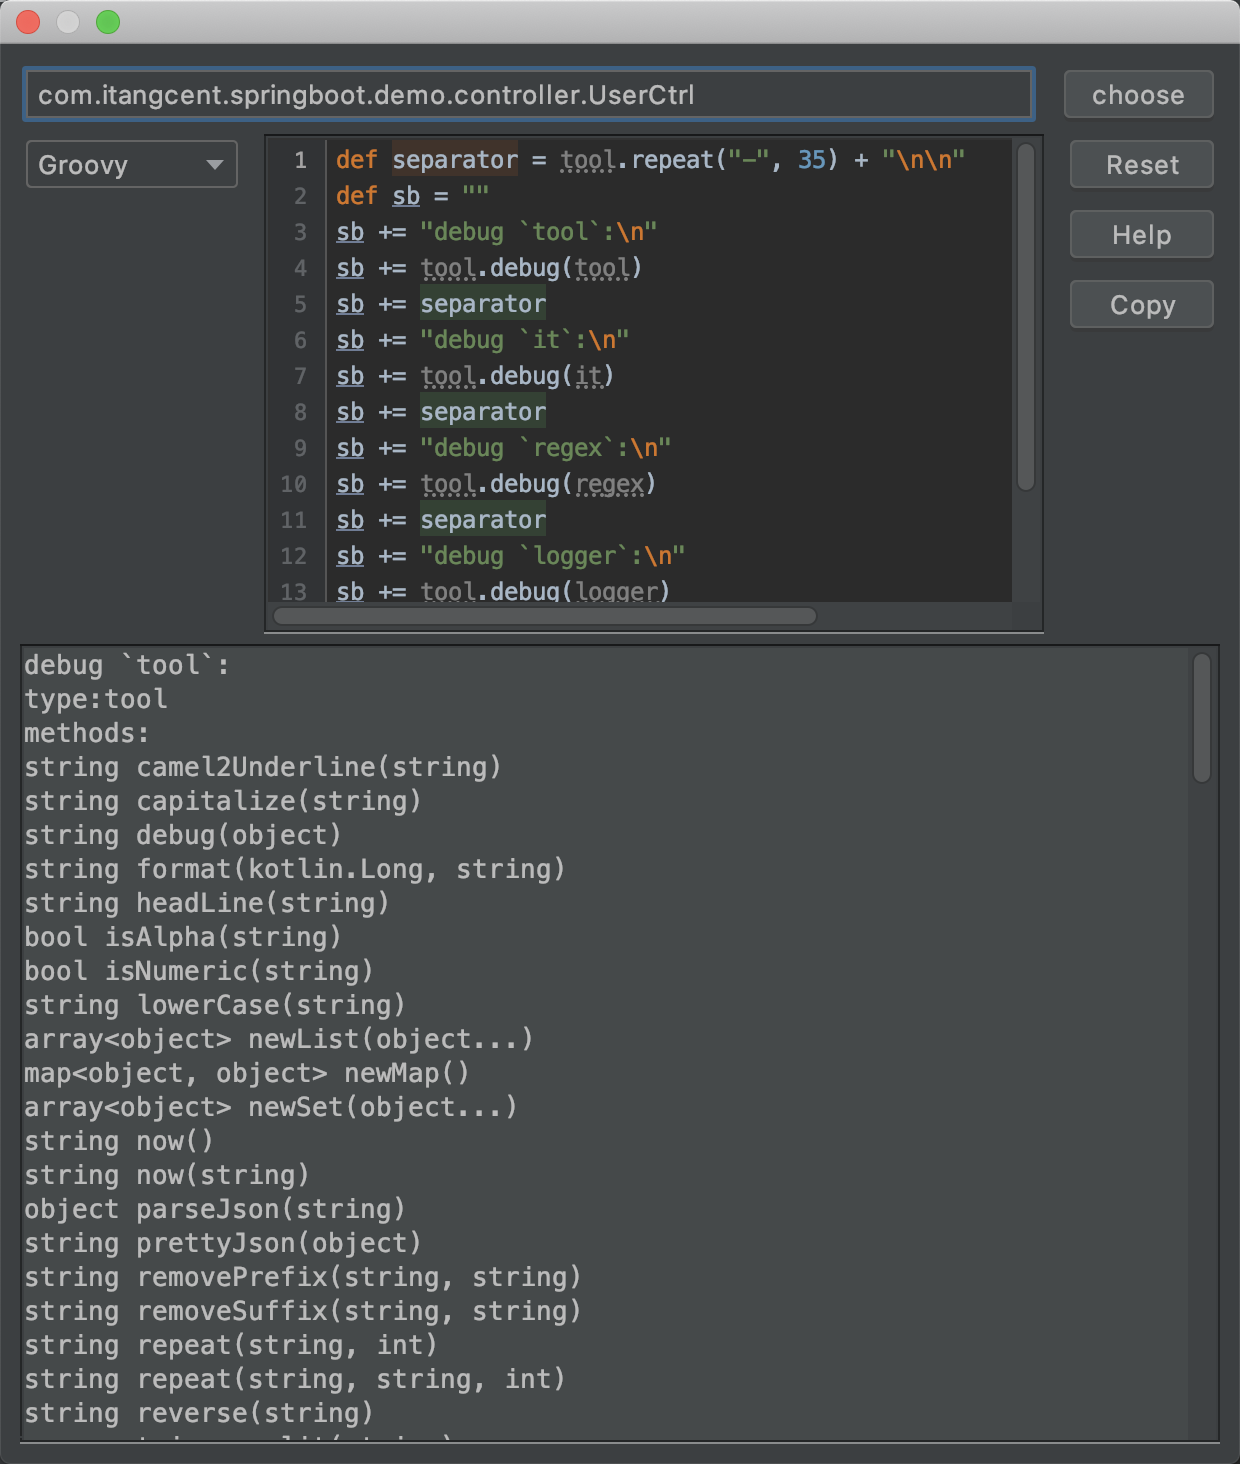 com.itangcent.springboot.demo.controller.UserCtrl
choose
Groovy
1 def separator = tool.repeat("-", 35) + "\n\n"
2 def sb = ""
3 sb += "debug `tool`:\n"
4 sb += tool.debug(tool)
5 sb += separator
6 sb += "debug `it`:\n"
7 sb += tool.debug(it)
8 sb += separator
9 sb += "debug `regex`:\n"
10 sb += tool.debug(regex)
11 sb += separator
12 sb += "debug `logger`:\n"
13 sb += tool.debug(logger)
Reset
Help
Copy
debug `tool`:
type:tool
methods:
string camel2Underline(string)
string capitalize(string)
string debug(object)
string format(kotlin.Long, string)
string headLine(string)
bool isAlpha(string)
bool isNumeric(string)
string lowerCase(string)
array<object> newList(object...)
map<object, object> newMap()
array<object> newSet(object...)
string now()
string now(string)
object parseJson(string)
string prettyJson(object)
string removePrefix(string, string)
string removeSuffix(string, string)
string repeat(string, int)
string repeat(string, string, int)
string reverse(string)